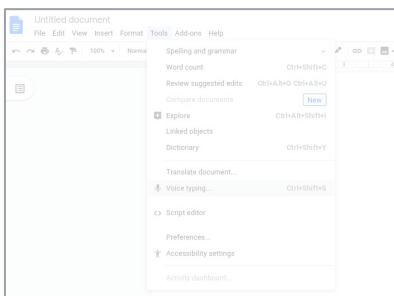 Untitled document
File Edit View Insert Format Tools Add-ons Help
100% Norma
Spelling and grammar
Word count Ctrl+Shift+C
Review suggested edits Ctrl+Alt+O Ctrl+Alt+U
Compare documents New
Explore Ctrl+Alt+Shift+I
Linked objects
Dictionary Ctrl+Shift+Y
Translate document...
Voice typing... Ctrl+Shift+S
Script editor
Preferences...
Accessibility settings
Activity dashboard...
3